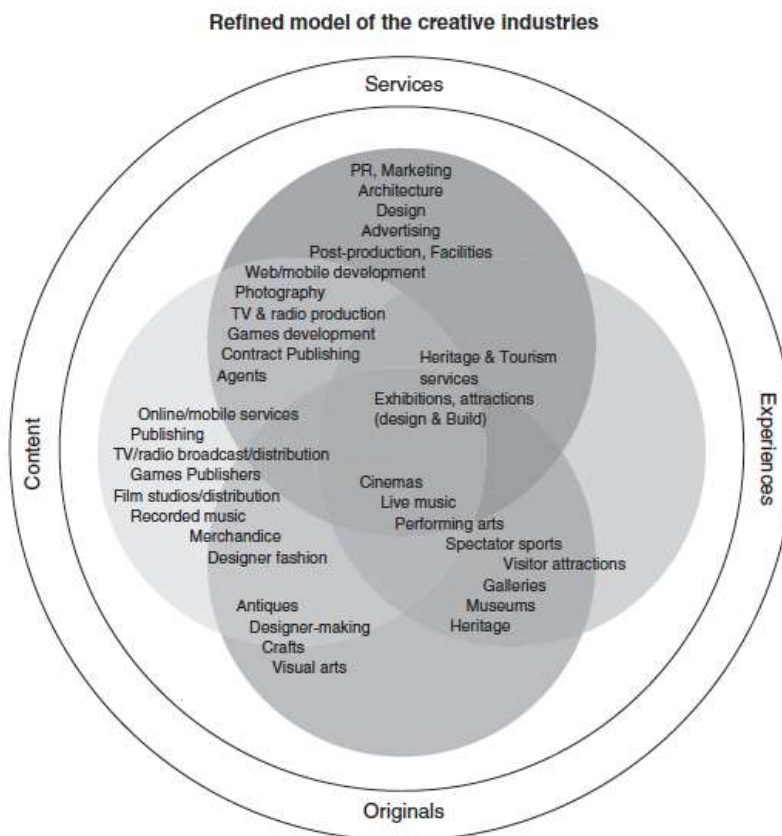 Refined model of the creative industries
Services
PR, Marketing
Architecture
Design
Advertising
Post-production, Facilities
Web/mobile development
Photography
TV & radio production
Games development
Contract Publishing
Agents
Heritage & Tourism
services
Exhibitions, attractions
(design & Build)
Content
Experiences
Online/mobile services
Publishing
TV/radio broadcast/distribution
Games Publishers
Film studios/distribution
Recorded music
Merchandice
Designer fashion
Cinemas
Live music
Performing arts
Spectator sports
Visitor attractions
Galleries
Museums
Heritage
Antiques
Designer-making
Crafts
Visual arts
Originals